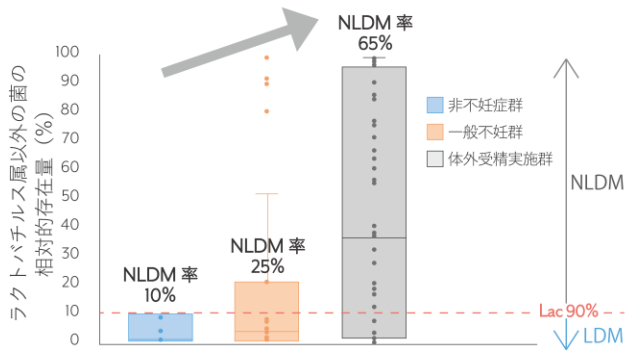 ラクトバチルス属以外の菌の
相対的存在量（%）
100
90
80
70
60
50
40
30
20
10
0
NLDM 率
10%
NLDM 率
25%
NLDM 率
65%
非不妊症群
一般不妊群
体外受精実施群
NLDM
Lac 90%
LDM